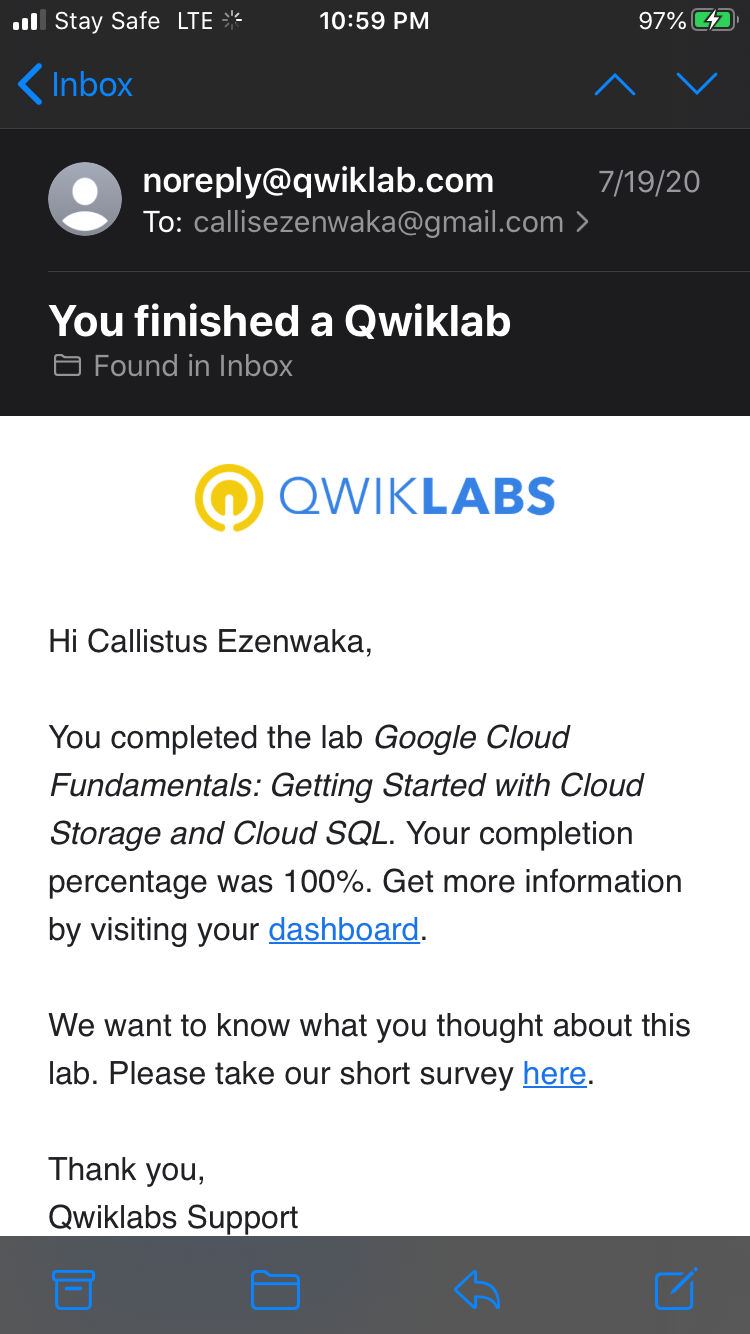 Stay Safe LTE 10:59 PM 97%
Inbox
noreply@qwiklab.com 7/19/20
To: callisezenwaka@gmail.com
You finished a Qwiklab
Found in Inbox
QWIKLABS
Hi Callistus Ezenwaka,
You completed the lab Google Cloud
Fundamentals: Getting Started with Cloud
Storage and Cloud SQL. Your completion
percentage was 100%. Get more information
by visiting your dashboard.
We want to know what you thought about this
lab. Please take our short survey here.
Thank you,
Qwiklabs Support